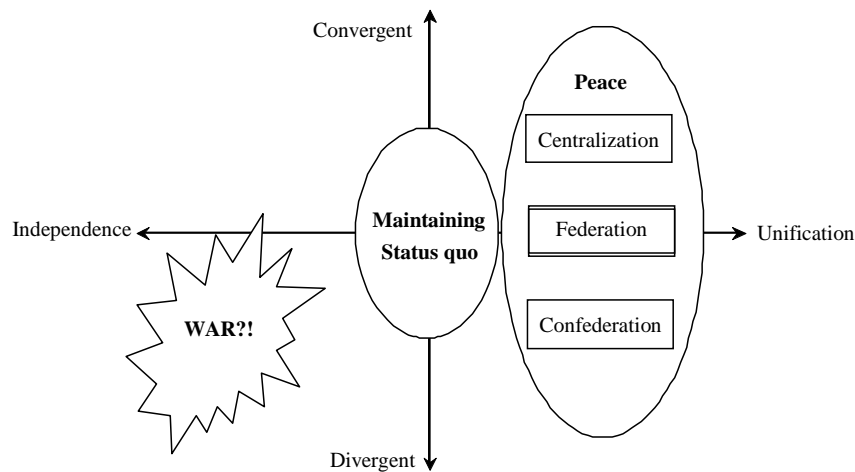 Convergent
Peace
Centralization
Independence
Maintaining
Status quo
Federation
Unification
WAR?!
Confederation
Divergent